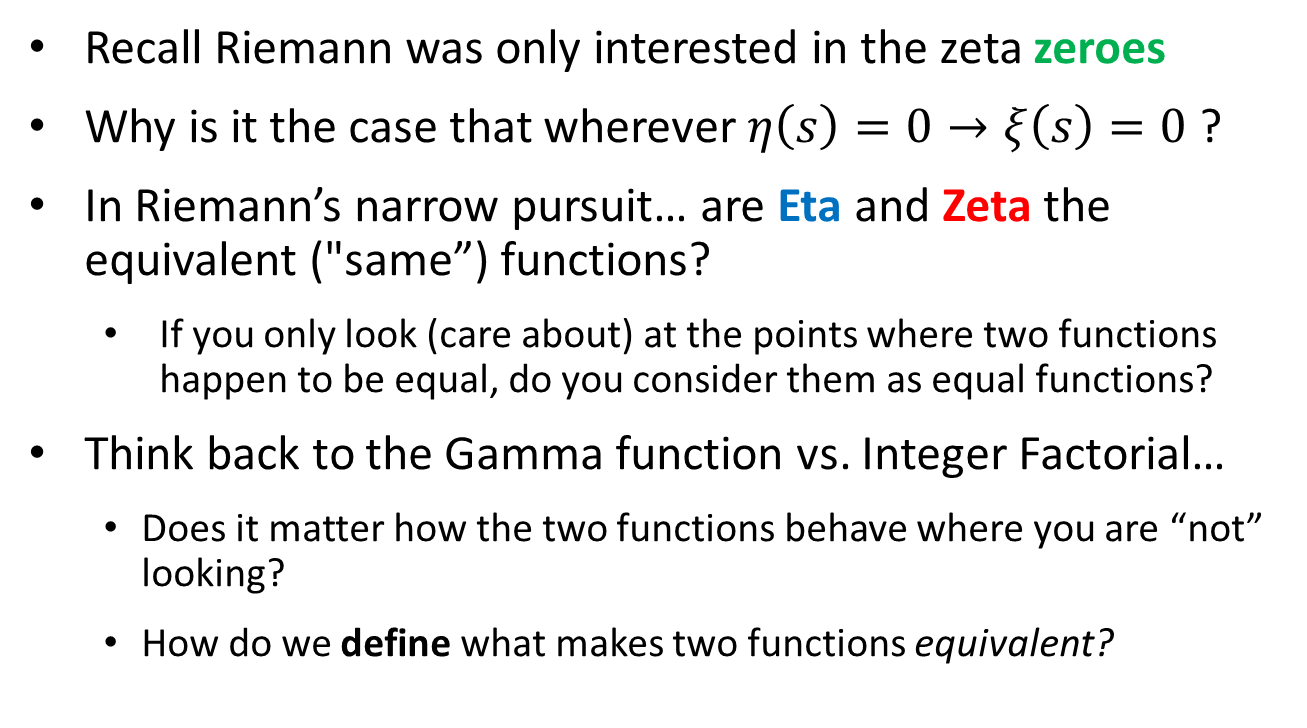 • Recall Riemann was only interested in the zeta zeroes
• Why is it the case that wherever η(s) = 0 → ξ(s) = 0 ?
• In Riemann’s narrow pursuit… are Eta and Zeta the
equivalent ("same”) functions?
• If you only look (care about) at the points where two functions
happen to be equal, do you consider them as equal functions?
• Think back to the Gamma function vs. Integer Factorial…
• Does it matter how the two functions behave where you are “not”
looking?
• How do we define what makes two functions equivalent?